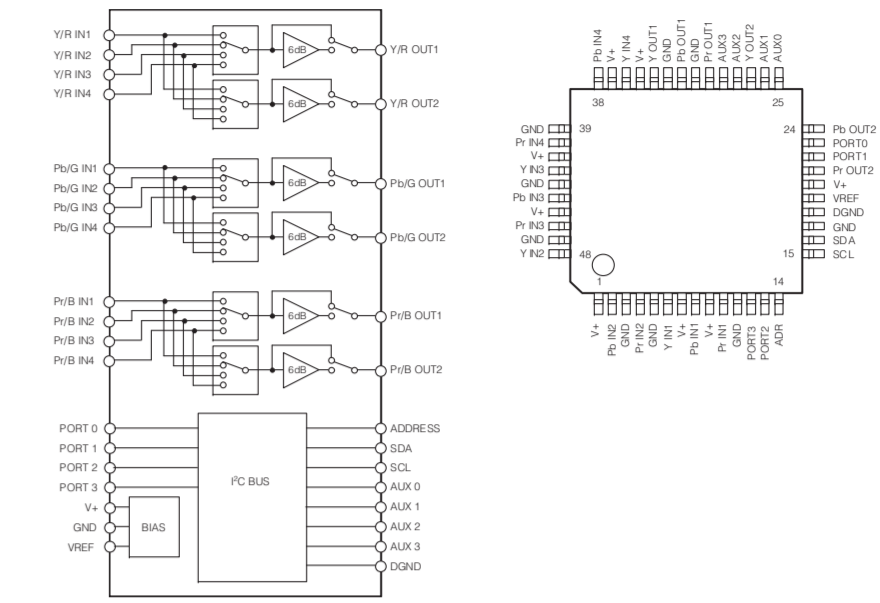 Y/R IN1
Y/R IN2
Y/R IN3
Y/R IN4
6dB
Y/R OUT1
6dB
Y/R OUT2
Pb/G IN1
Pb/G IN2
Pb/G IN3
Pb/G IN4
6dB
Pb/G OUT1
6dB
Pb/G OUT2
Pr/B IN1
Pr/B IN2
Pr/B IN3
Pr/B IN4
6dB
Pr/B OUT1
6dB
Pr/B OUT2
PORT 0
PORT 1
PORT 2
PORT 3
V+
GND
VREF
BIAS
I²C BUS
ADDRESS
SDA
SCL
AUX 0
AUX 1
AUX 2
AUX 3
DGND
Pb IN4
V+
Y IN4
V+
Y OUT1
GND
Pb OUT1
GND
Pr OUT1
AUX3
AUX2
Y OUT2
AUX1
AUX0
38
25
39
24
48
15
1
14
GND
Pr IN4
V+
Y IN3
GND
Pb IN3
V+
Pr IN3
GND
Y IN2
Pb OUT2
PORT0
PORT1
Pr OUT2
V+
VREF
DGND
GND
SDA
SCL
V+
Pb IN2
GND
Pr IN2
GND
Y IN1
V+
Pb IN1
V+
Pr IN1
GND
PORT3
PORT2
ADR